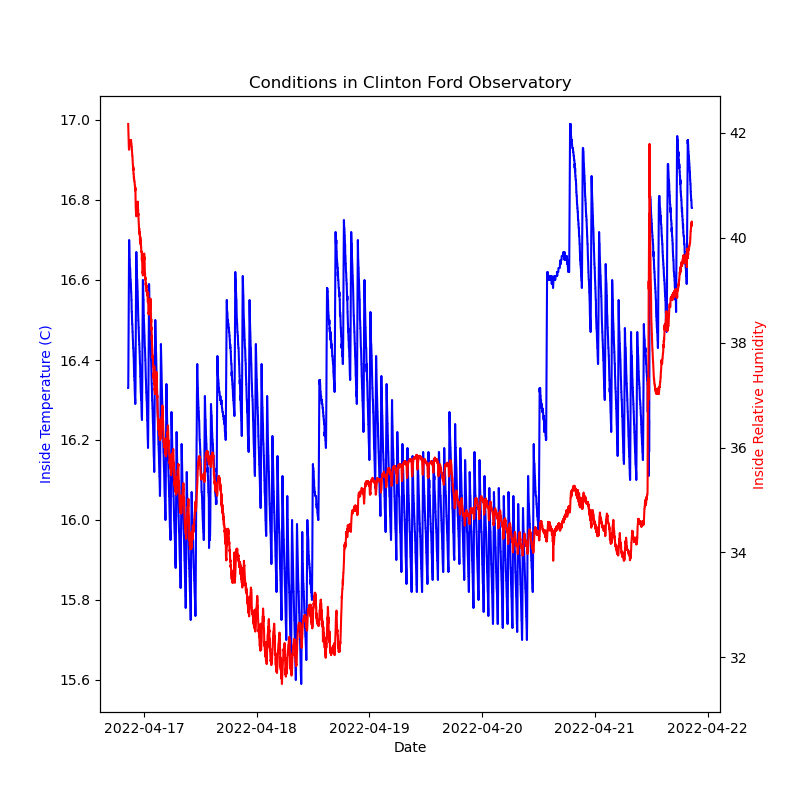 Conditions in Clinton Ford Observatory
17.0
16.8
16.6
16.4
16.2
16.0
15.8
15.6
Inside Temperature (C)
42
40
38
36
34
32
Inside Relative Humidity
2022-04-17 2022-04-18 2022-04-19 2022-04-20 2022-04-21 2022-04-22
Date